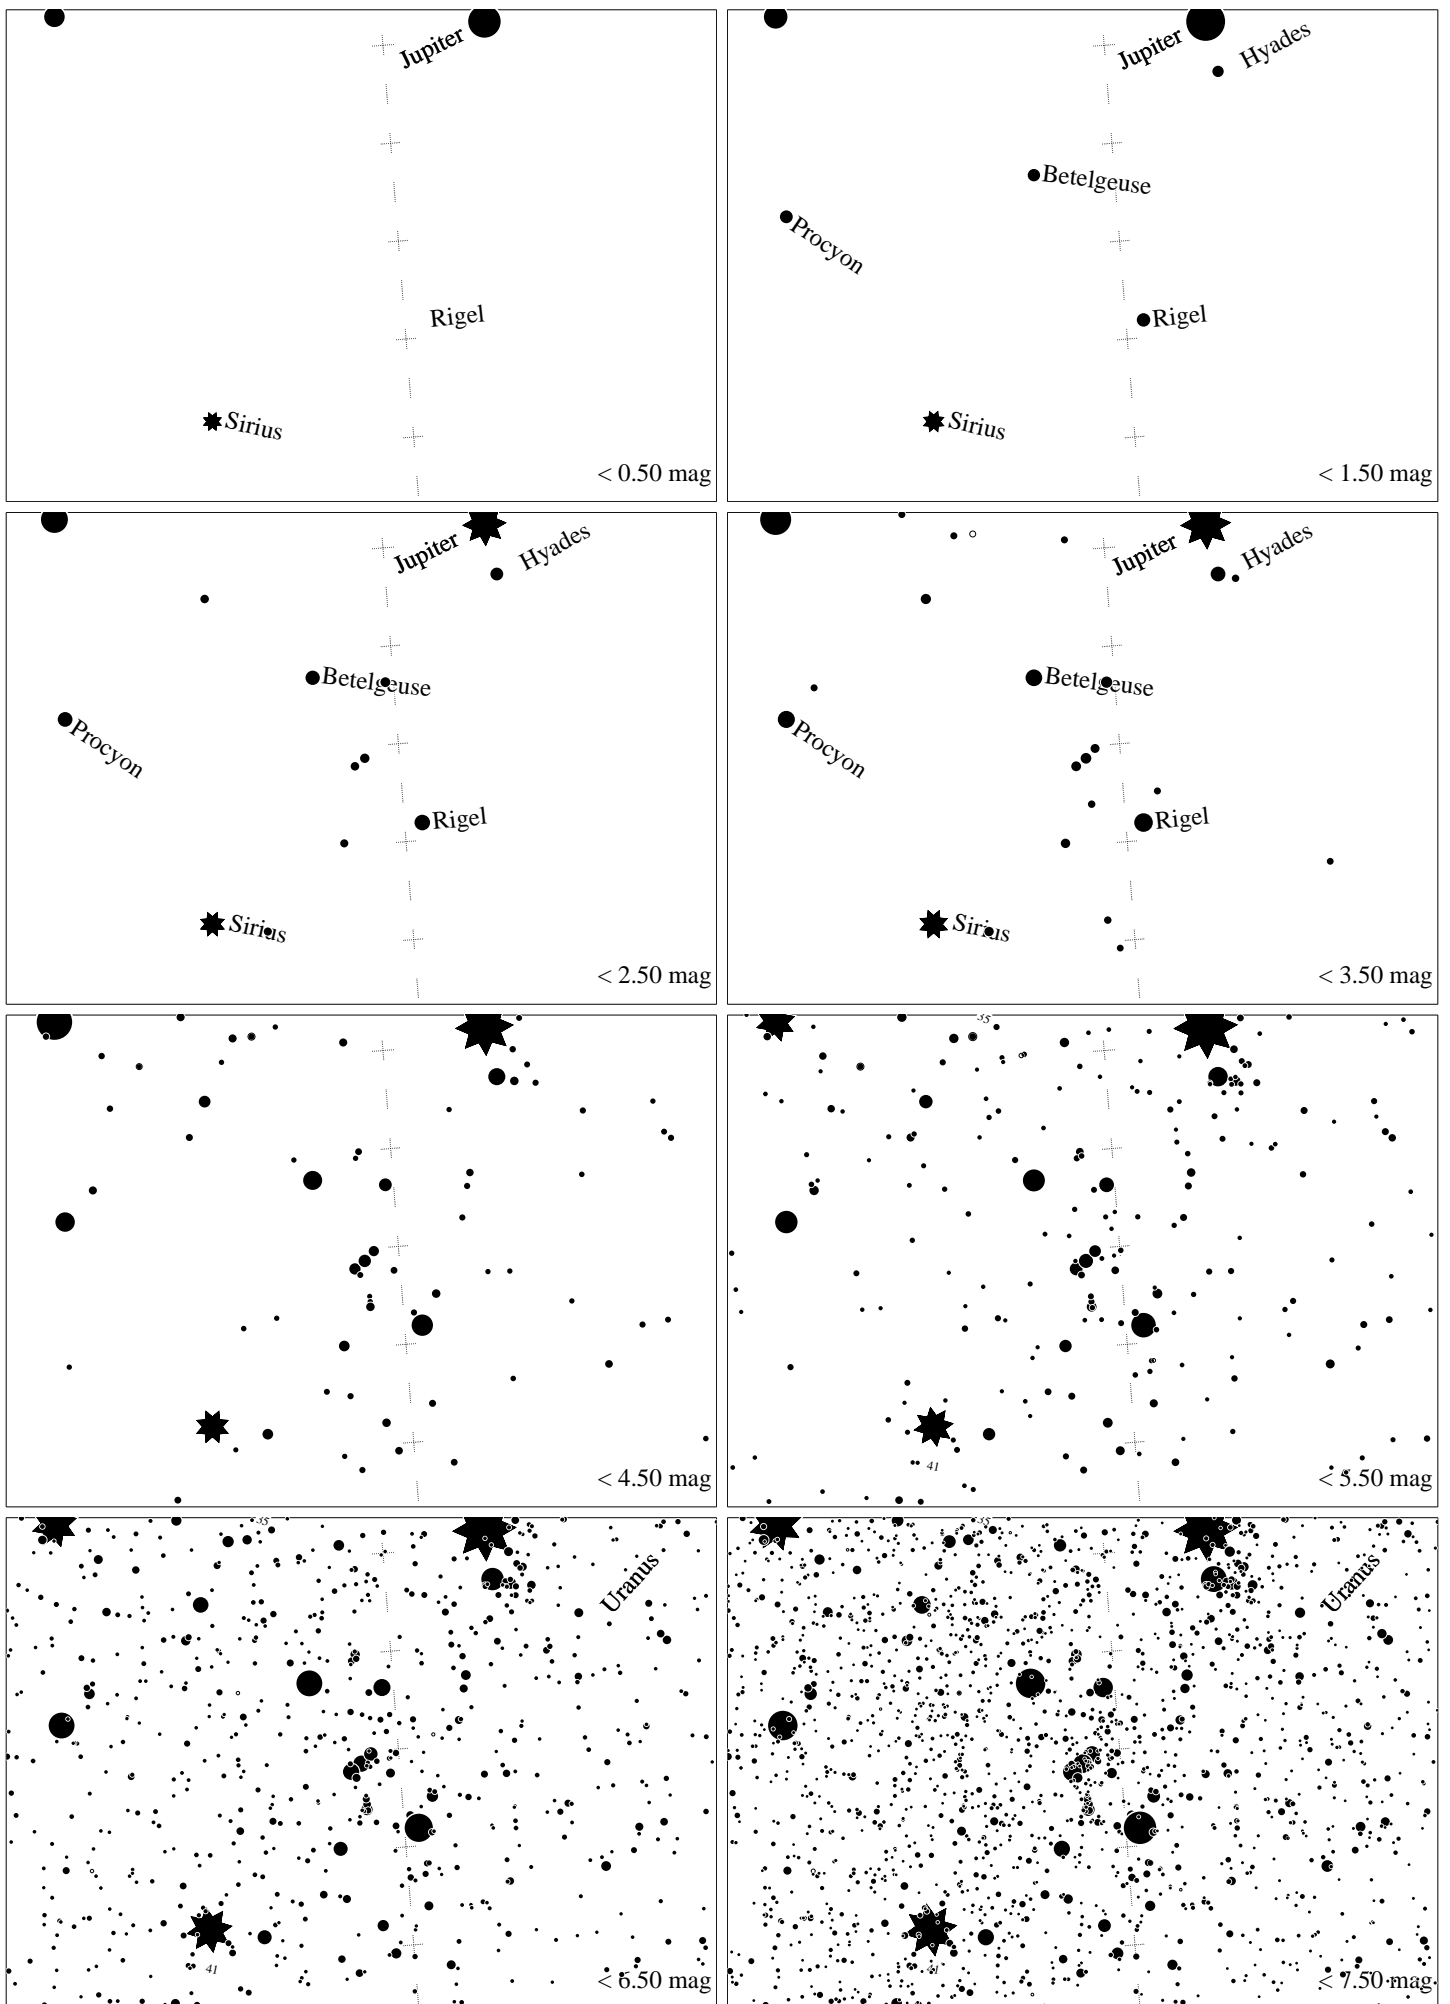 Jupiter
Rigel
Sirius
< 0.50 mag
Jupiter
Hyades
Betelgeuse
Procyon
Rigel
Sirius
< 1.50 mag
Jupiter
Hyades
Betelgeuse
Procyon
Rigel
Sirius
< 2.50 mag
Jupiter
Hyades
Betelgeuse
Procyon
Rigel
Sirius
< 3.50 mag
< 4.50 mag
35
41
< 5.50 mag
35
Uranus
41
< 6.50 mag
35
Uranus
41
< 7.50 mag